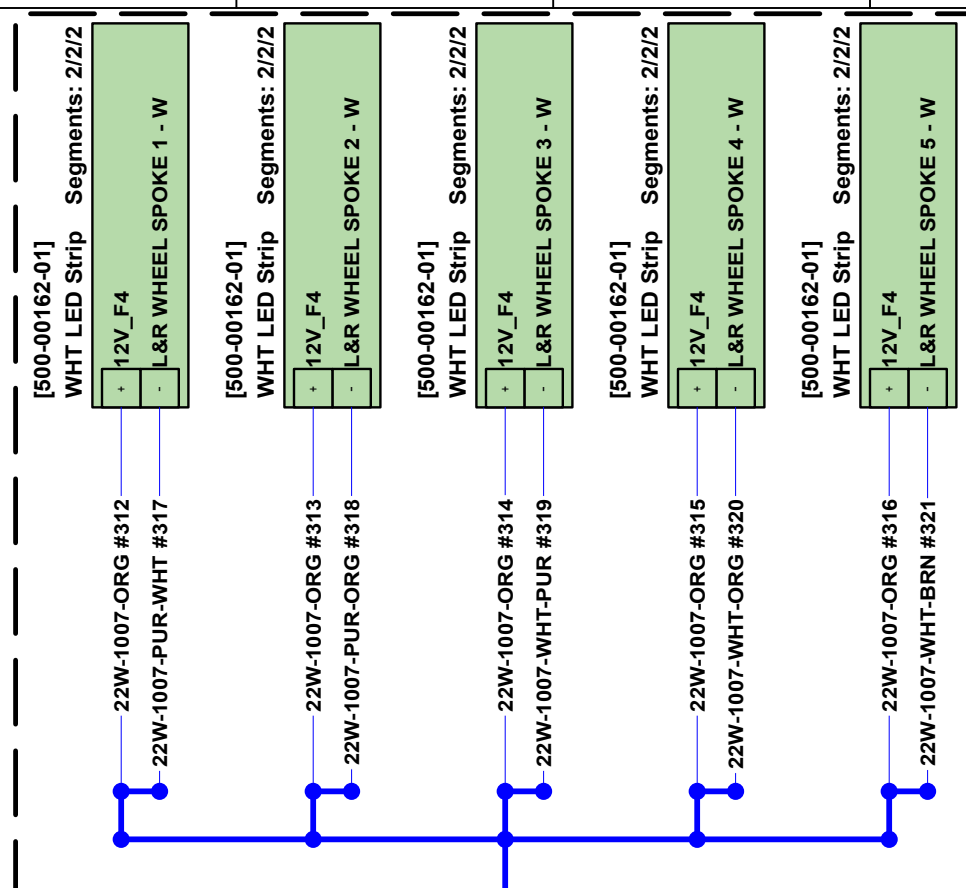 [500-00162-01]
WHT LED Strip Segments: 2/2/2
+ 12V_F4
- L&R WHEEL SPOKE 1 - W
22W-1007-ORG #312
22W-1007-PUR-WHT #317
[500-00162-01]
WHT LED Strip Segments: 2/2/2
+ 12V_F4
- L&R WHEEL SPOKE 2 - W
22W-1007-ORG #313
22W-1007-PUR-ORG #318
[500-00162-01]
WHT LED Strip Segments: 2/2/2
+ 12V_F4
- L&R WHEEL SPOKE 3 - W
22W-1007-ORG #314
22W-1007-WHT-PUR #319
[500-00162-01]
WHT LED Strip Segments: 2/2/2
+ 12V_F4
- L&R WHEEL SPOKE 4 - W
22W-1007-ORG #315
22W-1007-WHT-ORG #320
[500-00162-01]
WHT LED Strip Segments: 2/2/2
+ 12V_F4
- L&R WHEEL SPOKE 5 - W
22W-1007-ORG #316
22W-1007-WHT-BRN #321